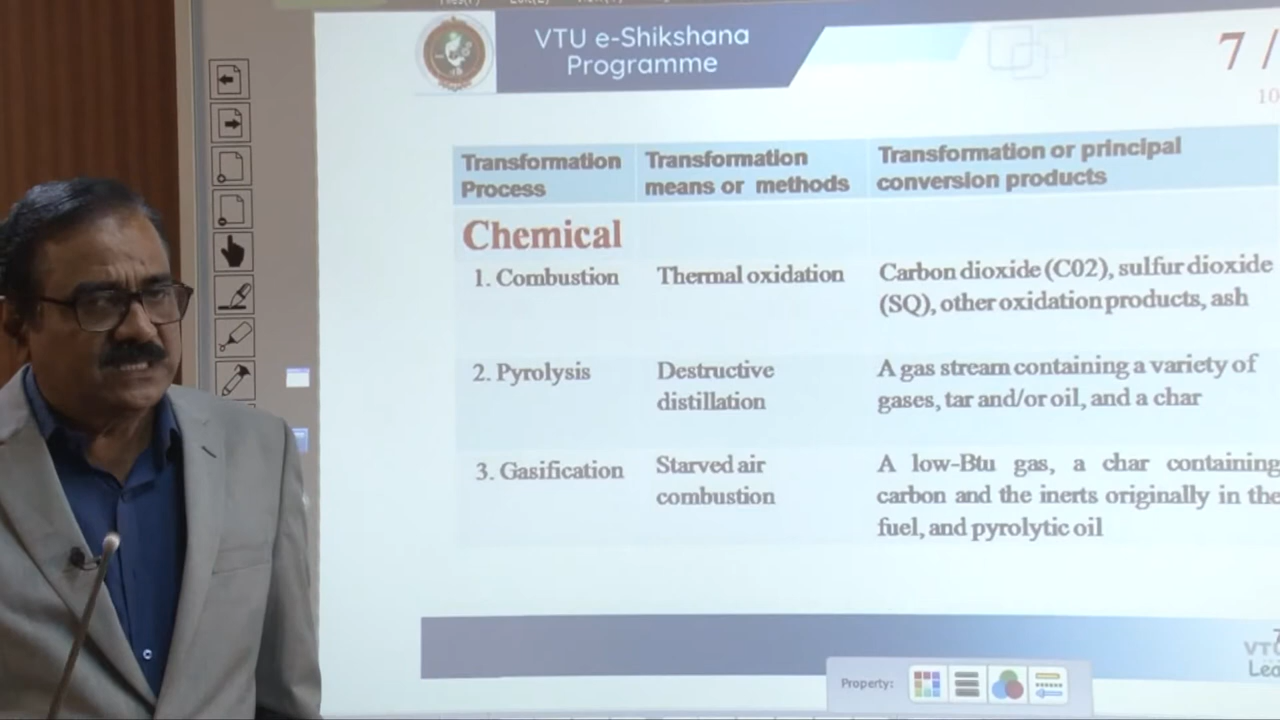 VTU e-Shikshana
Programme
7 /
10
Transformation Process
Transformation means or methods
Transformation or principal conversion products
Chemical
1. Combustion
Thermal oxidation
Carbon dioxide (C02), sulfur dioxide
(SQ), other oxidation products, ash
2. Pyrolysis
Destructive
distillation
A gas stream containing a variety of
gases, tar and/or oil, and a char
3. Gasification
Starved air
combustion
A low-Btu gas, a char containing
carbon and the inerts originally in the
fuel, and pyrolytic oil
Property: